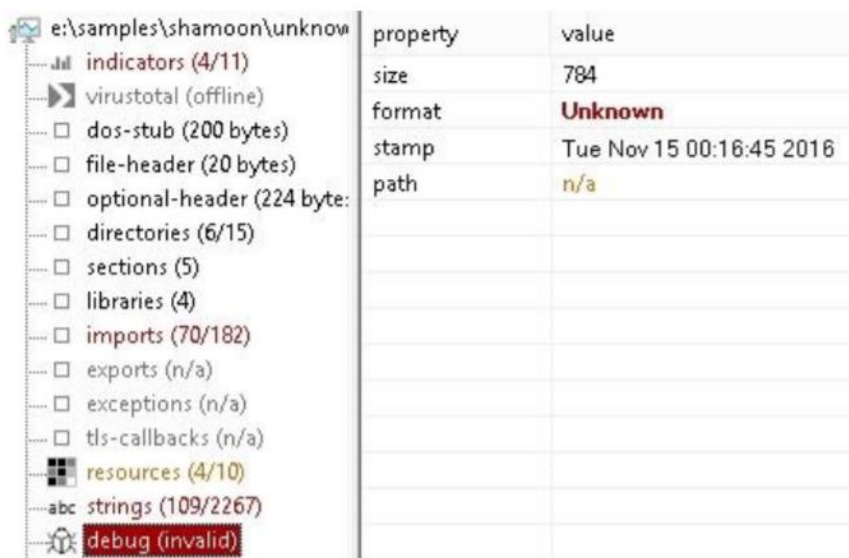 e:\samples\shamoon\unknow
indicators (4/11)
virustotal (offline)
dos-stub (200 bytes)
file-header (20 bytes)
optional-header (224 byte:
directories (6/15)
sections (5)
libraries (4)
imports (70/182)
exports (n/a)
exceptions (n/a)
tls-callbacks (n/a)
resources (4/10)
abc strings (109/2267)
debug (invalid)
property value
size 784
format Unknown
stamp Tue Nov 15 00:16:45 2016
path n/a